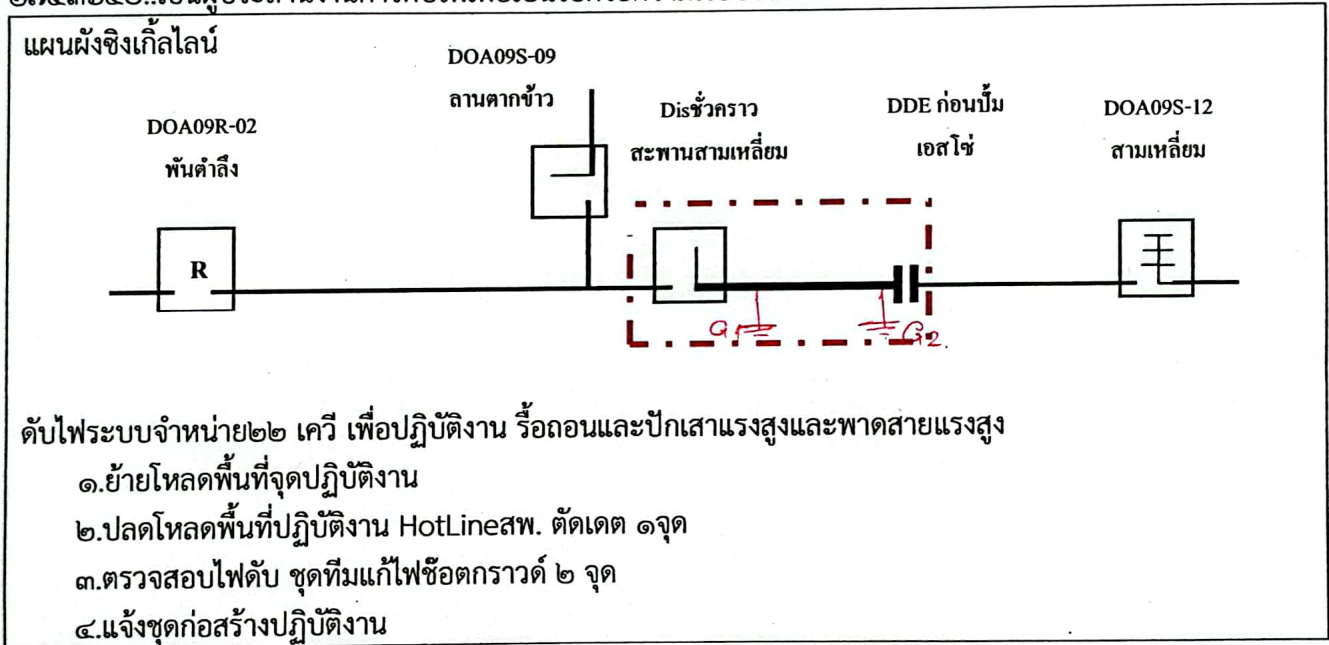 แผนผังซิงเกิ้ลไลน์
DOA09S-09
ลานตากข้าว
Disชั่วคราว
สะพานสามเหลี่ยม
DDE ก่อนปั้ม
เอสโซ่
DOA09S-12
สามเหลี่ยม
DOA09R-02
พันตำลึง
R
G1
G2.
ดับไฟระบบจำหน่าย๒๒ เควี เพื่อปฏิบัติงาน รื้อถอนและปักเสาแรงสูงและพาดสายแรงสูง
๑.ย้ายโหลดพื้นที่จุดปฏิบัติงาน
๒.ปลดโหลดพื้นที่ปฏิบัติงาน HotLineสพ. ตัดเดต ๑จุด
๓.ตรวจสอบไฟดับ ชุดทีมแก้ไฟช๊อตกราวด์ ๒ จุด
๔.แจ้งชุดก่อสร้างปฏิบัติงาน